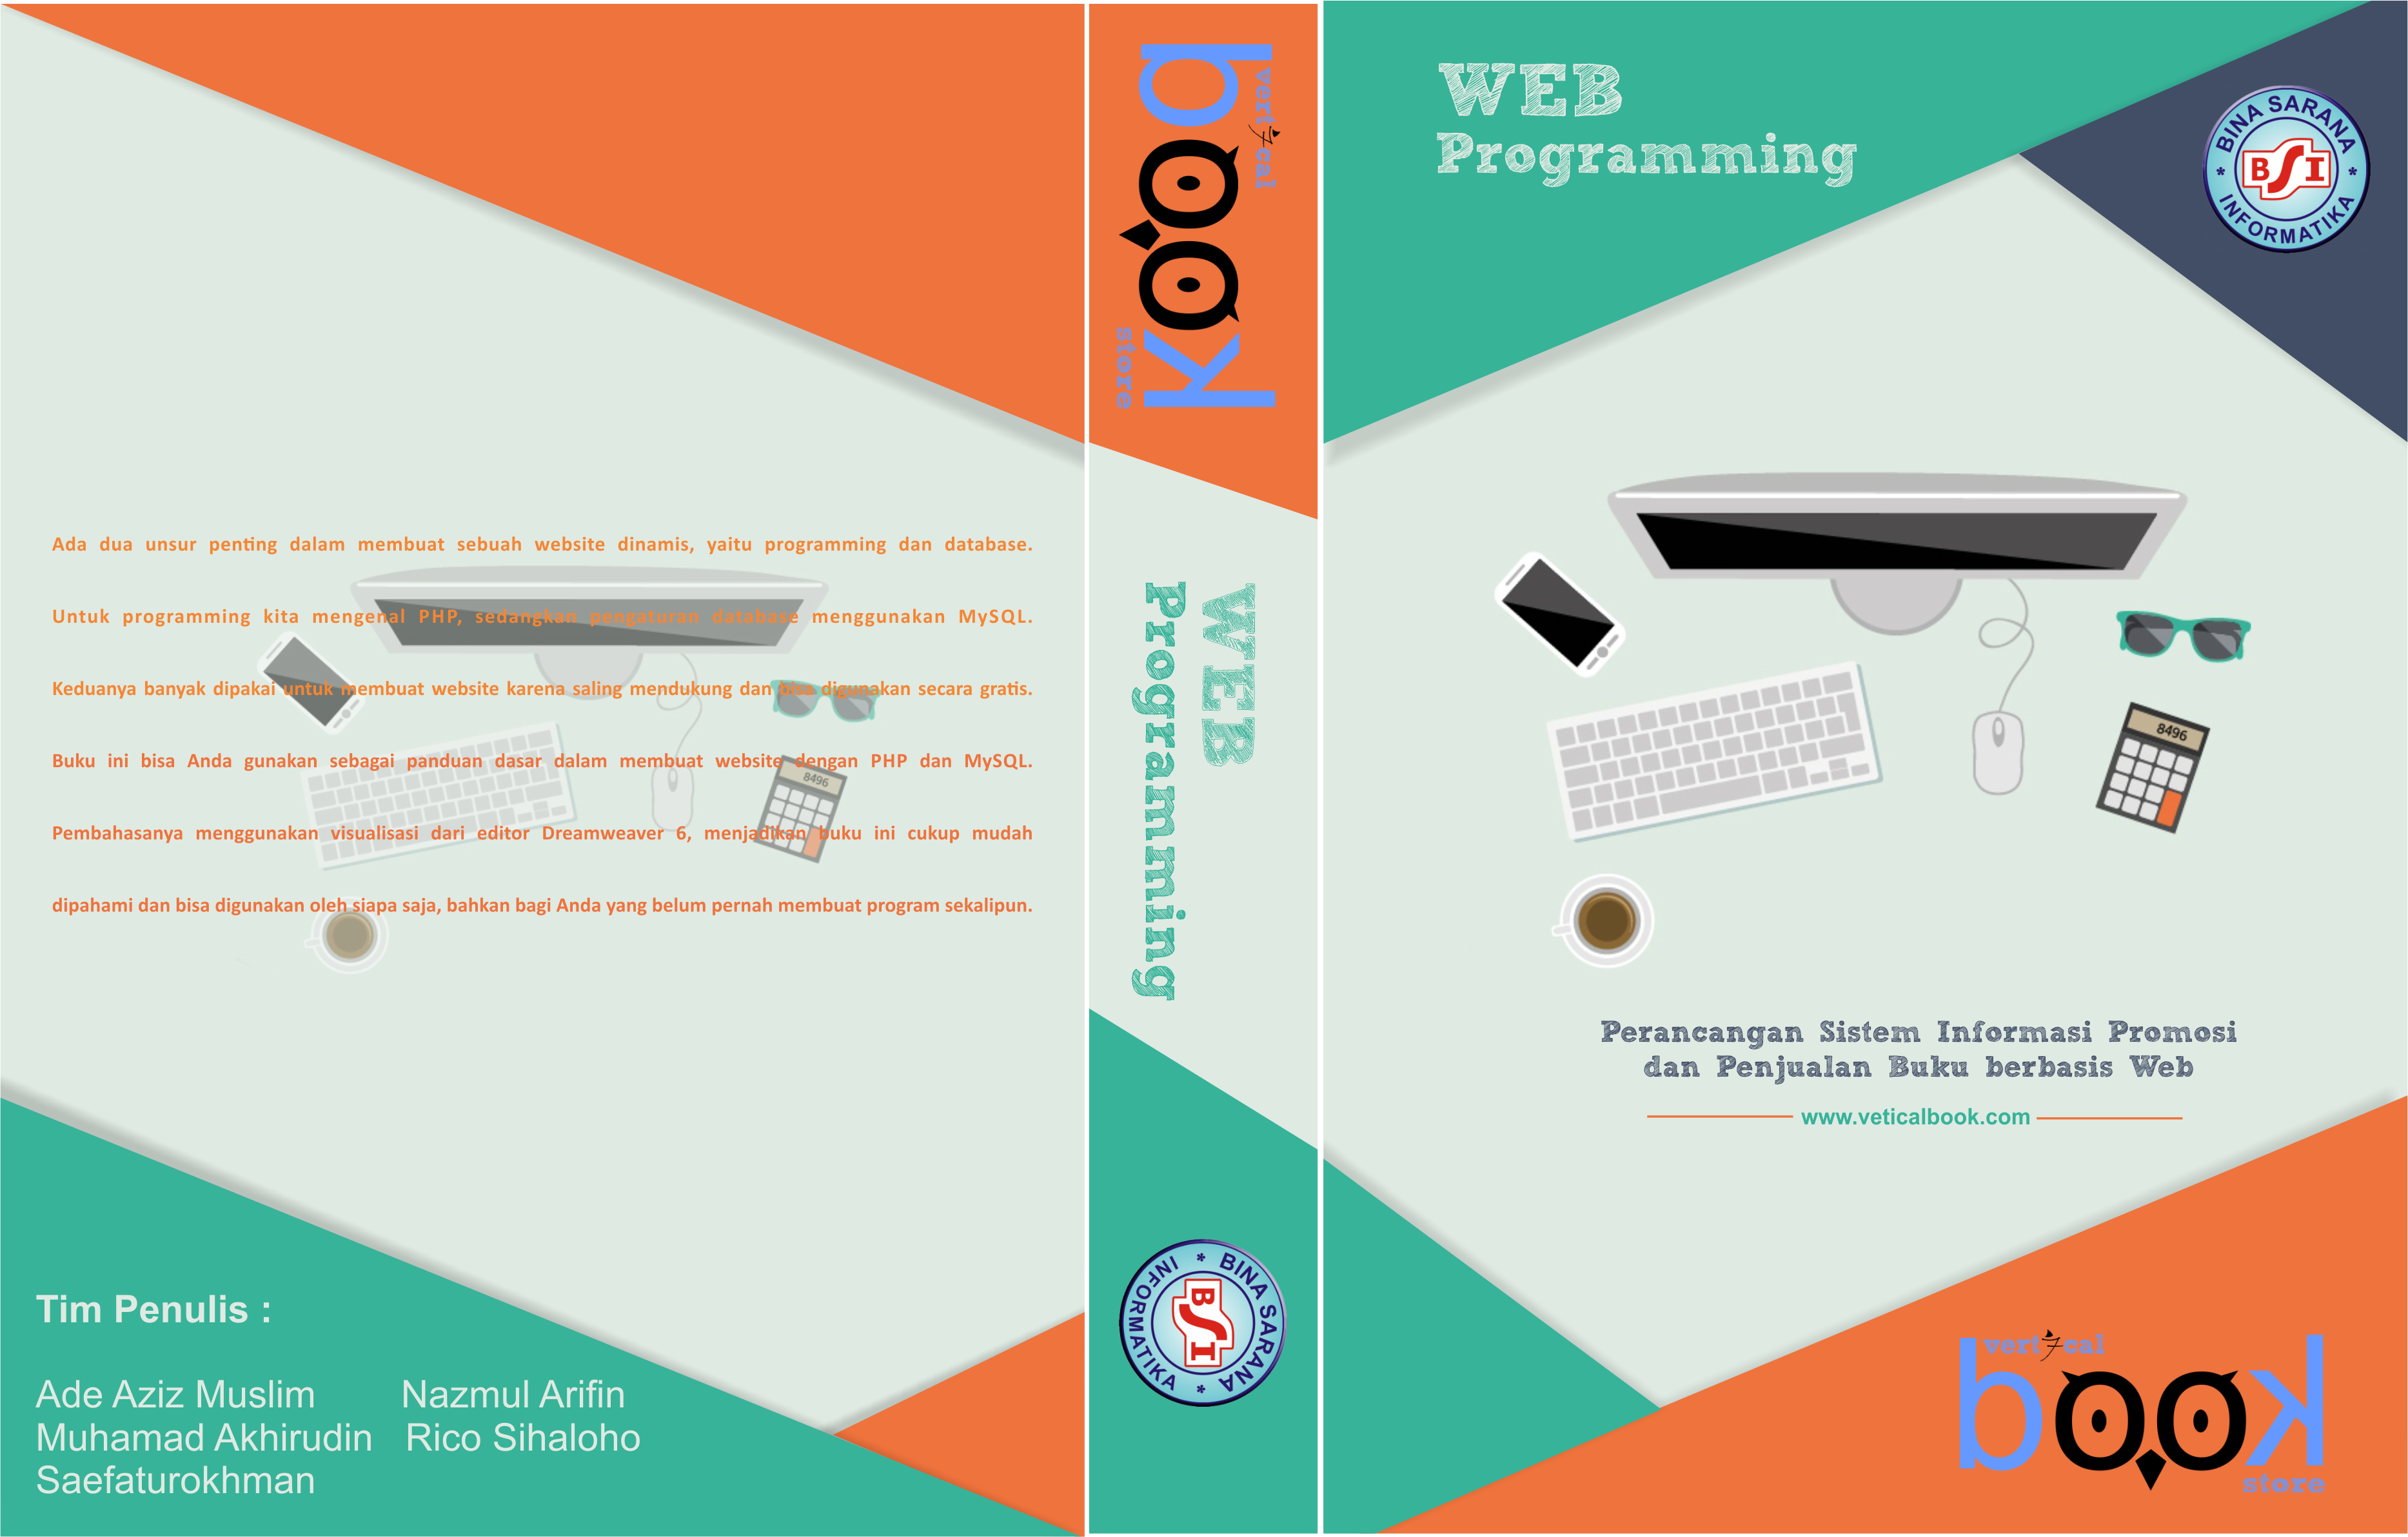 Ada dua unsur penting dalam membuat sebuah website dinamis, yaitu programming dan database.
Untuk programming kita mengenal PHP, sedangkan pengaturan database menggunakan MySQL.
Keduanya banyak dipakai untuk membuat website karena saling mendukung dan bisa digunakan secara gratis.
Buku ini bisa Anda gunakan sebagai panduan dasar dalam membuat website dengan PHP dan MySQL.
Pembahasanya menggunakan visualisasi dari editor Dreamweaver 6, menjadikan buku ini cukup mudah
dipahami dan bisa digunakan oleh siapa saja, bahkan bagi Anda yang belum pernah membuat program sekalipun.
8496
Tim Penulis :
Ade Aziz Muslim Nazmul Arifin
Muhamad Akhirudin Rico Sihaloho
Saefaturokhman
vertical
book
store
WEB
Programming
BINA SARANA
BSI
INFORMATIKA
WEB
Programming
BINA SARANA
BSI
INFORMATIKA
8496
Perancangan Sistem Informasi Promosi
dan Penjualan Buku berbasis Web
www.veticalbook.com
vertical
book
store